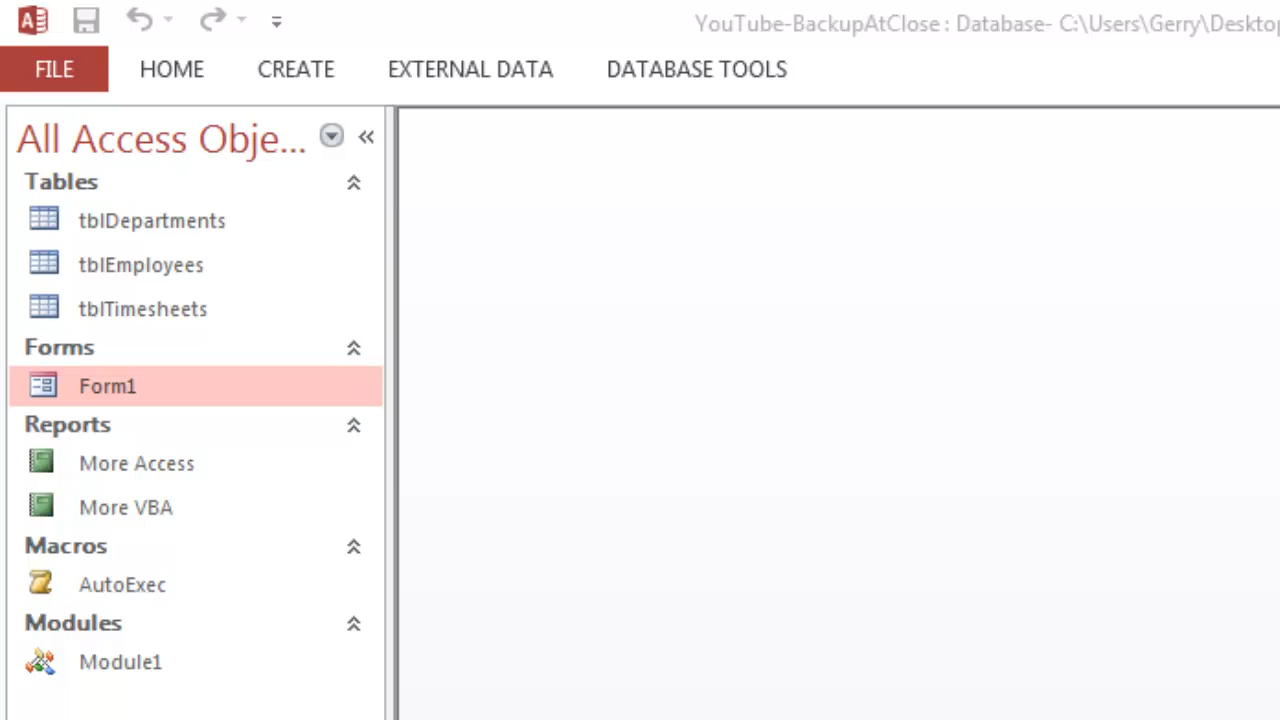 YouTube-BackupAtClose : Database- C:\Users\Gerry\Desktop
FILE HOME CREATE EXTERNAL DATA DATABASE TOOLS
All Access Obje...
Tables
tblDepartments
tblEmployees
tblTimesheets
Forms
Form1
Reports
More Access
More VBA
Macros
AutoExec
Modules
Module1